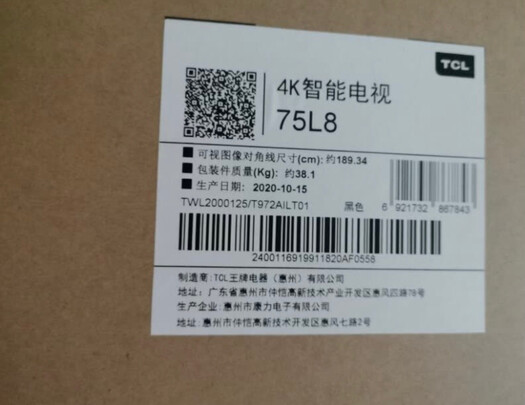 TCL
4K智能电视
75L8
可视图像对角线尺寸(cm): 约189.34
包装件质量(Kg): 约38.1
生产日期: 2020-10-15
TWL2000125/T972AILT01 黑色 6 921732 867843
2400116919911820AF0558
制造商: TCL王牌电器（惠州）有限公司
地址: 广东省惠州市仲恺高新技术产业开发区惠风四路78号
生产企业: 惠州市康力电子有限公司
地址: 惠州市仲恺高新技术开发区惠风七路2号